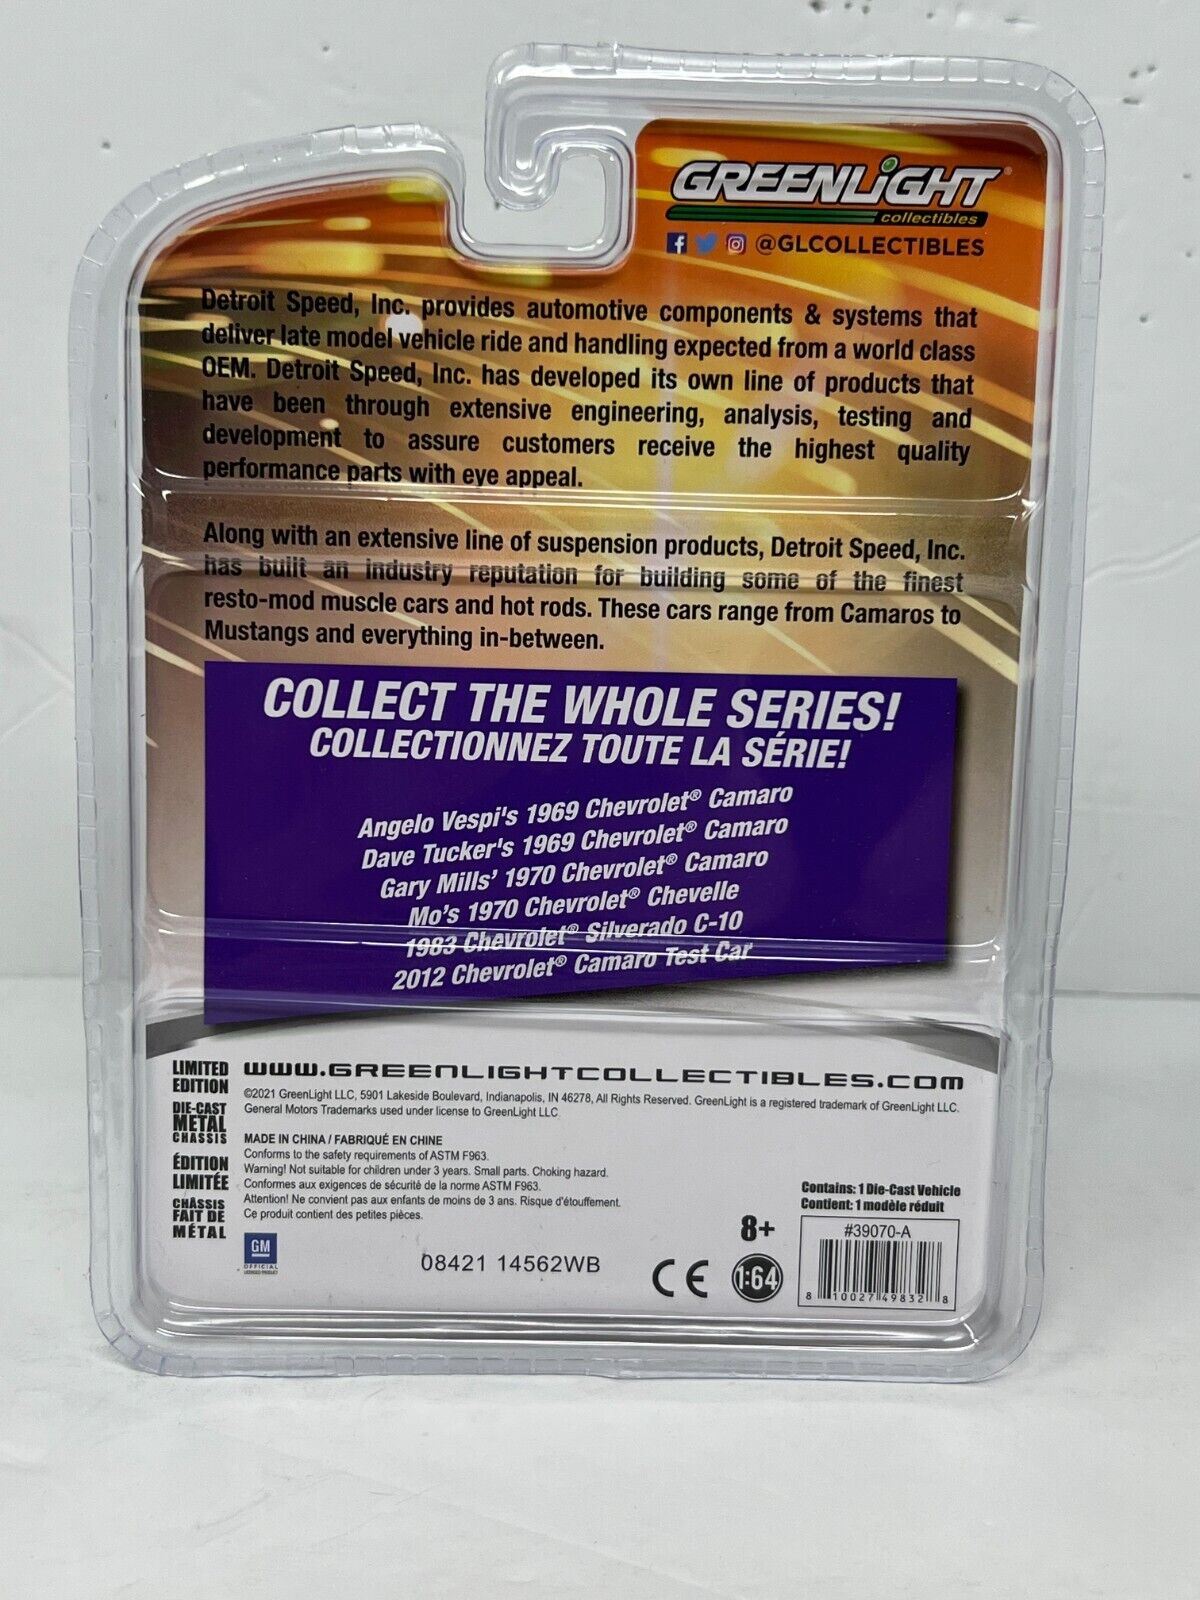 GREENLiGHT
collectibles
@GLCOLLECTIBLES
Detroit Speed, Inc. provides automotive components & systems that
deliver late model vehicle ride and handling expected from a world class
OEM. Detroit Speed, Inc. has developed its own line of products that
have been through extensive engineering, analysis, testing and
development to assure customers receive the highest quality
performance parts with eye appeal.
Along with an extensive line of suspension products, Detroit Speed, Inc.
has built an industry reputation for building some of the finest
resto-mod muscle cars and hot rods. These cars range from Camaros to
Mustangs and everything in-between.
COLLECT THE WHOLE SERIES!
COLLECTIONNEZ TOUTE LA SÉRIE!
Angelo Vespi's 1969 Chevrolet® Camaro
Dave Tucker's 1969 Chevrolet® Camaro
Gary Mills' 1970 Chevrolet® Camaro
Mo's 1970 Chevrolet® Chevelle
1983 Chevrolet® Silverado C-10
2012 Chevrolet® Camaro Test Car
LIMITED
EDITION
DIE-CAST
METAL
CHASSIS
ÉDITION
LIMITÉE
CHÂSSIS
FAIT DE
MÉTAL
WWW.GREENLIGHTCOLLECTIBLES.COM
©2021 GreenLight LLC, 5901 Lakeside Boulevard, Indianapolis, IN 46278, All Rights Reserved. GreenLight is a registered trademark of GreenLight LLC.
General Motors Trademarks used under license to GreenLight LLC.
MADE IN CHINA / FABRIQUÉ EN CHINE
Conforms to the safety requirements of ASTM F963.
Warning! Not suitable for children under 3 years. Small parts. Choking hazard.
Conformes aux exigences de sécurité de la norme ASTM F963.
Attention! Ne convient pas aux enfants de moins de 3 ans. Risque d'étouffement.
Ce produit contient des petites pièces.
GM
OFFICIAL
LICENSED PRODUCT
08421 14562WB
CE
8+
1:64
Contains: 1 Die-Cast Vehicle
Contient: 1 modèle réduit
#39070-A
8 10027 49832 8